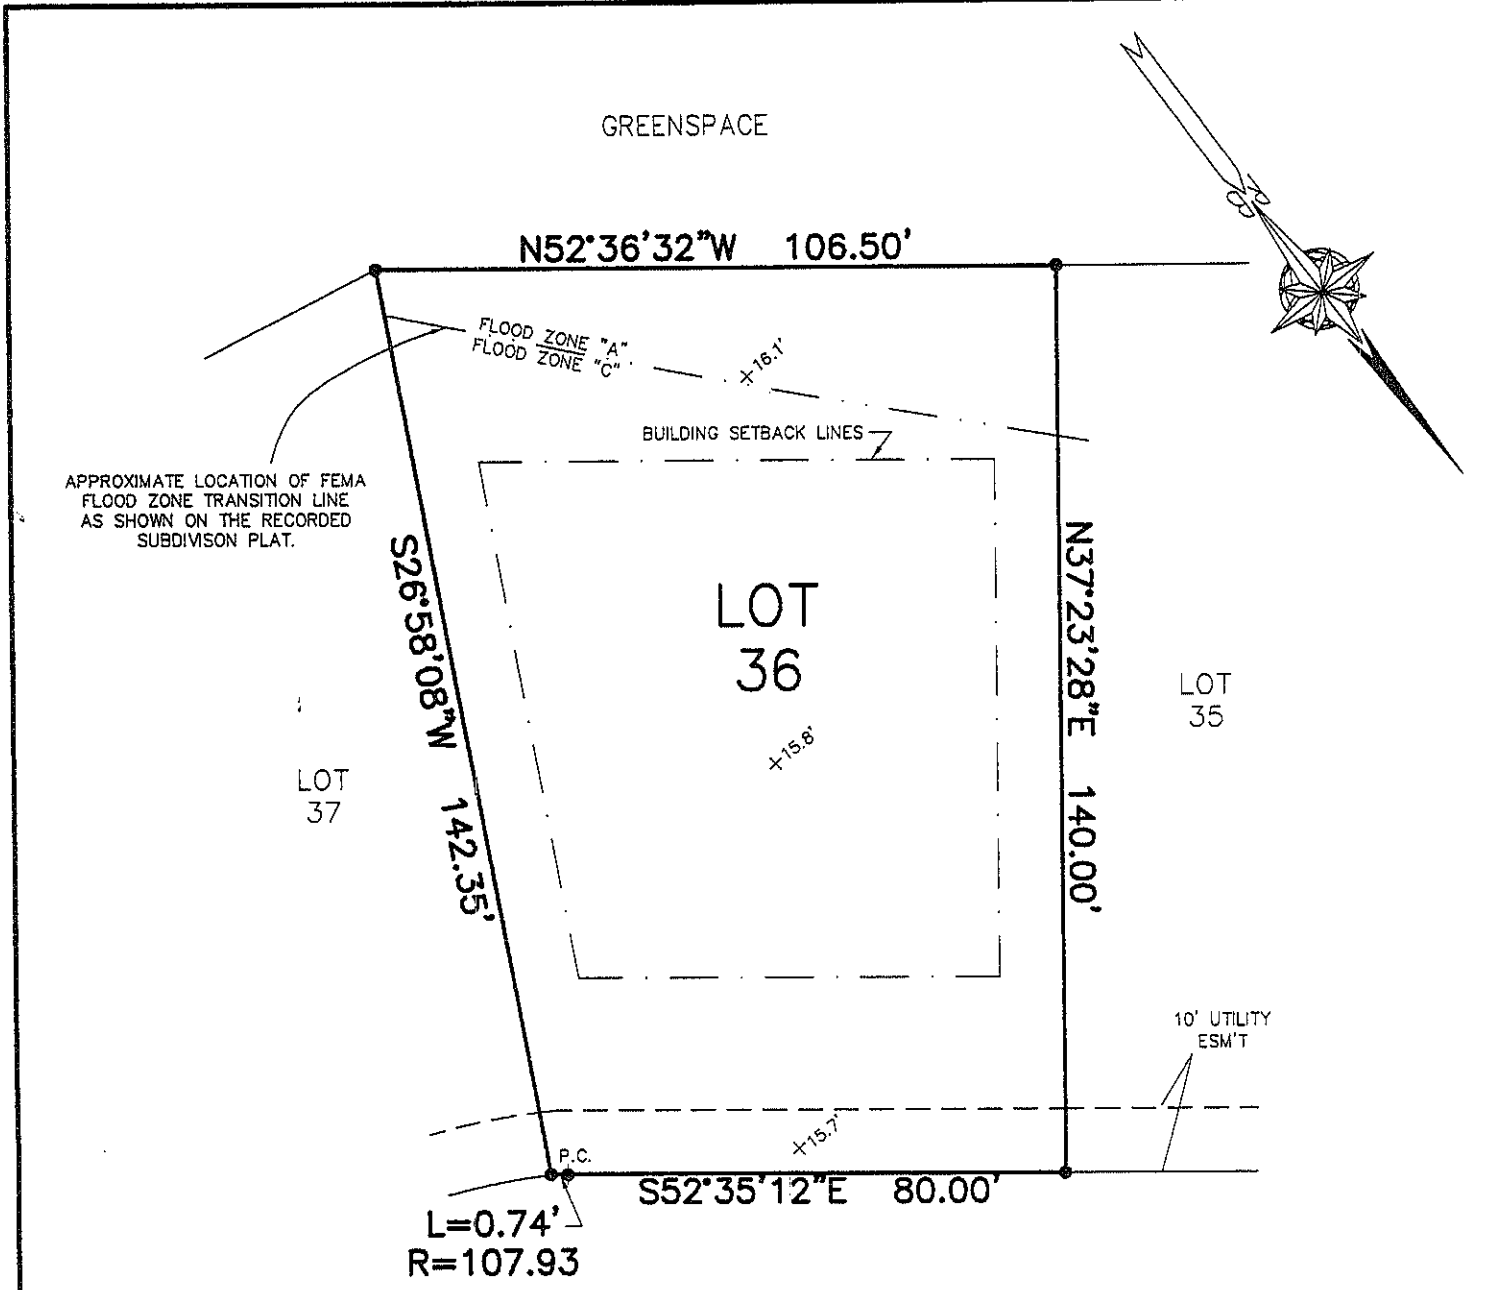 GREENSPACE
N52°36'32"W 106.50'
FLOOD ZONE "A"
FLOOD ZONE "C"
+16.1'
BUILDING SETBACK LINES
APPROXIMATE LOCATION OF FEMA
FLOOD ZONE TRANSITION LINE
AS SHOWN ON THE RECORDED
SUBDIVISON PLAT.
S26°58'08"W 142.35'
LOT
36
N37°23'28"E 140.00'
LOT
35
+15.8'
LOT
37
10' UTILITY
ESM'T
+15.7'
P.C.
S52°35'12"E 80.00'
L=0.74'
R=107.93